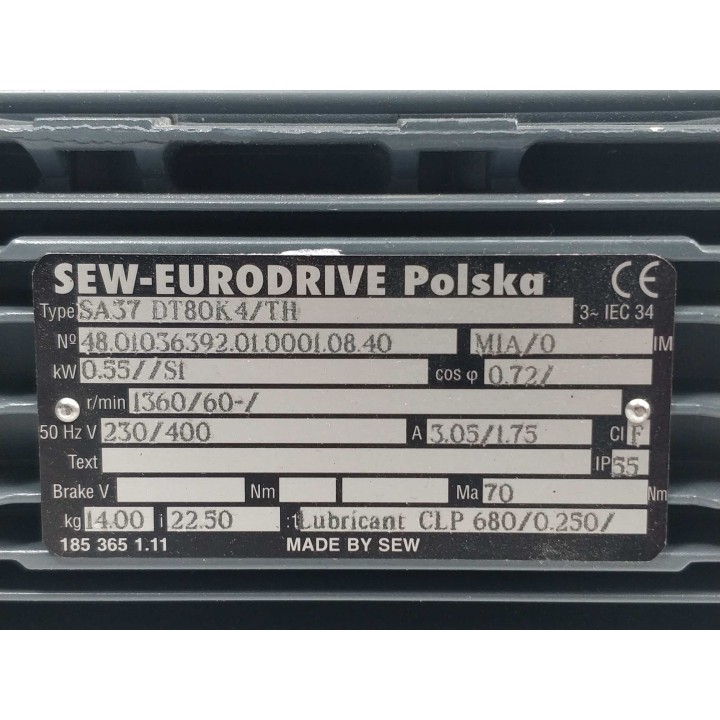 SEW-EURODRIVE Polska CE
Type SA37 DT80K4/TH 3~ IEC 34
Nº 48.01036392.01.0001.08.40 M1A/0 IM
kW 0.55//S1 cos φ 0.72/
r/min 1360/60-/
50 Hz V 230/400 A 3.05/1.75 Cl F
Text IP 55
Brake V Nm Ma 70 Nm
kg 14.00 i 22.50 :1 Lubricant CLP 680/0.250/
185 365 1.11 MADE BY SEW